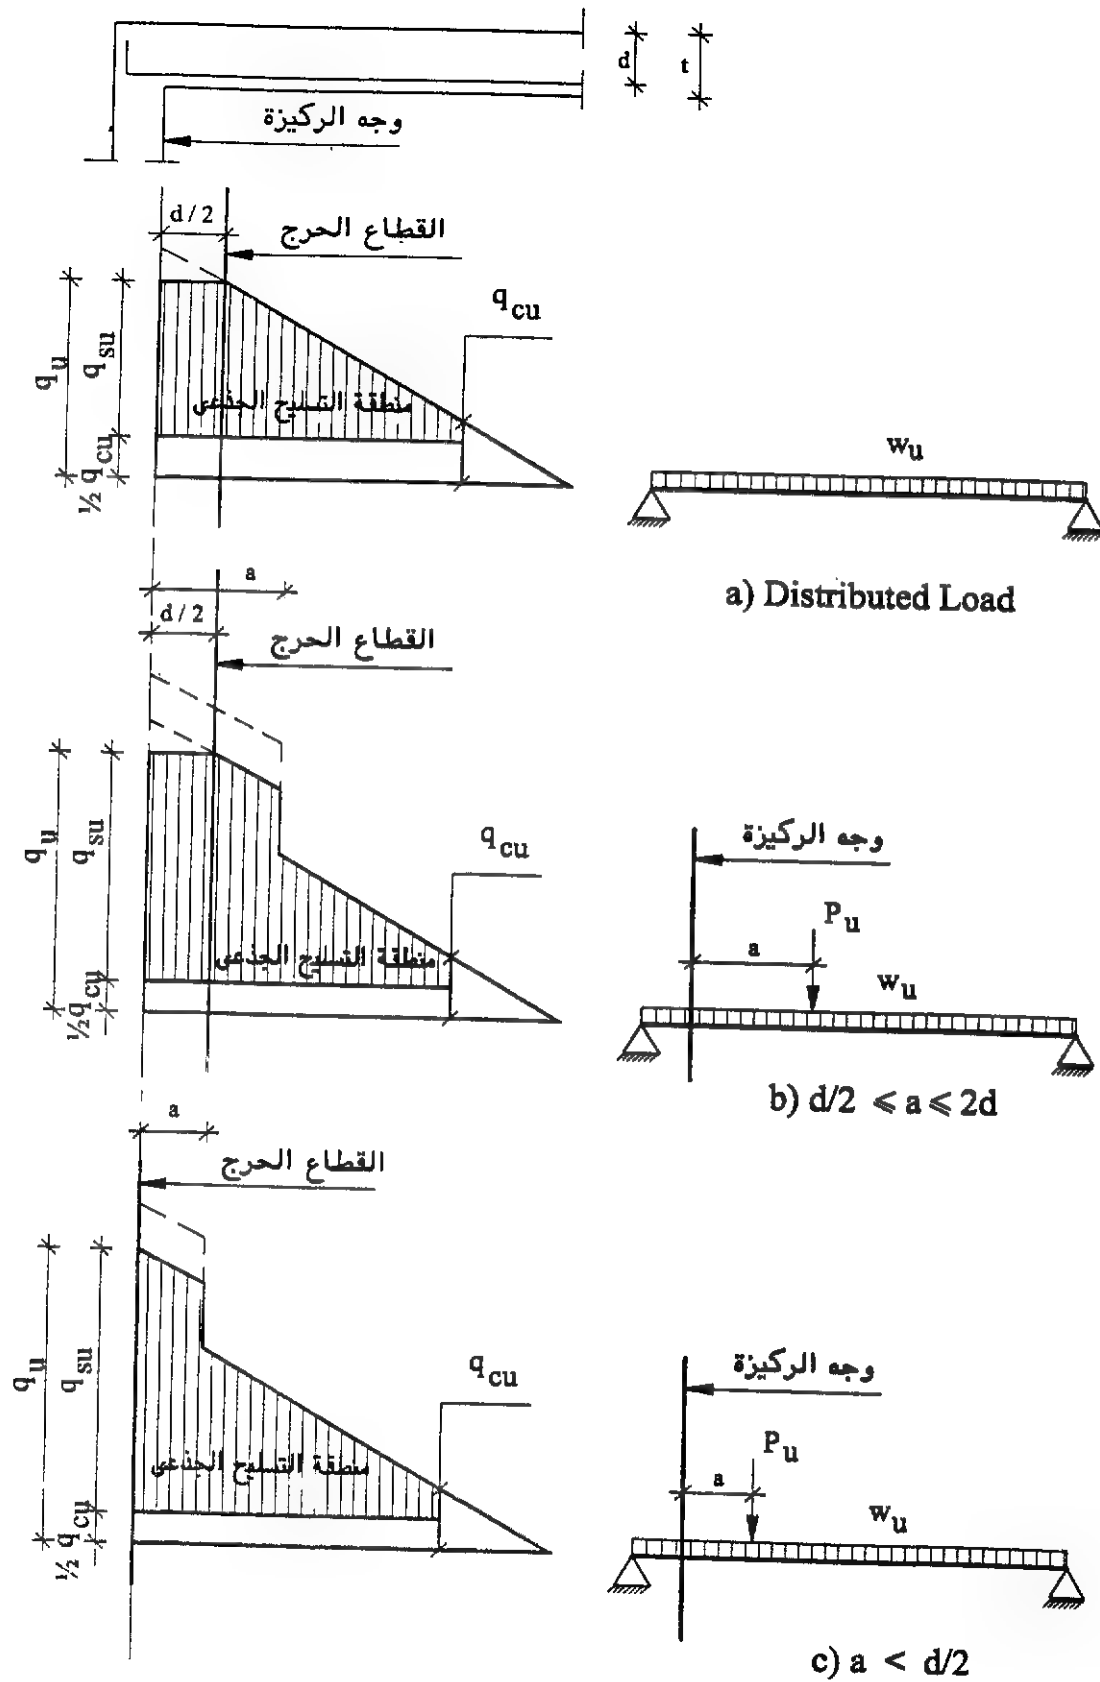 d
t
وجه الركيزة
d / 2
القطاع الحرج
q_cu
q_u
q_su
½ q_cu
منطقة التسليح الجذعى
w_u
a) Distributed Load
a
d / 2
القطاع الحرج
q_cu
q_u
q_su
½ q_cu
منطقة التسليح الجذعى
وجه الركيزة
P_u
a
w_u
b) d/2 ⩽ a ⩽ 2d
a
القطاع الحرج
q_cu
q_u
q_su
½ q_cu
منطقة التسليح الجذعى
وجه الركيزة
P_u
a
w_u
c) a < d/2